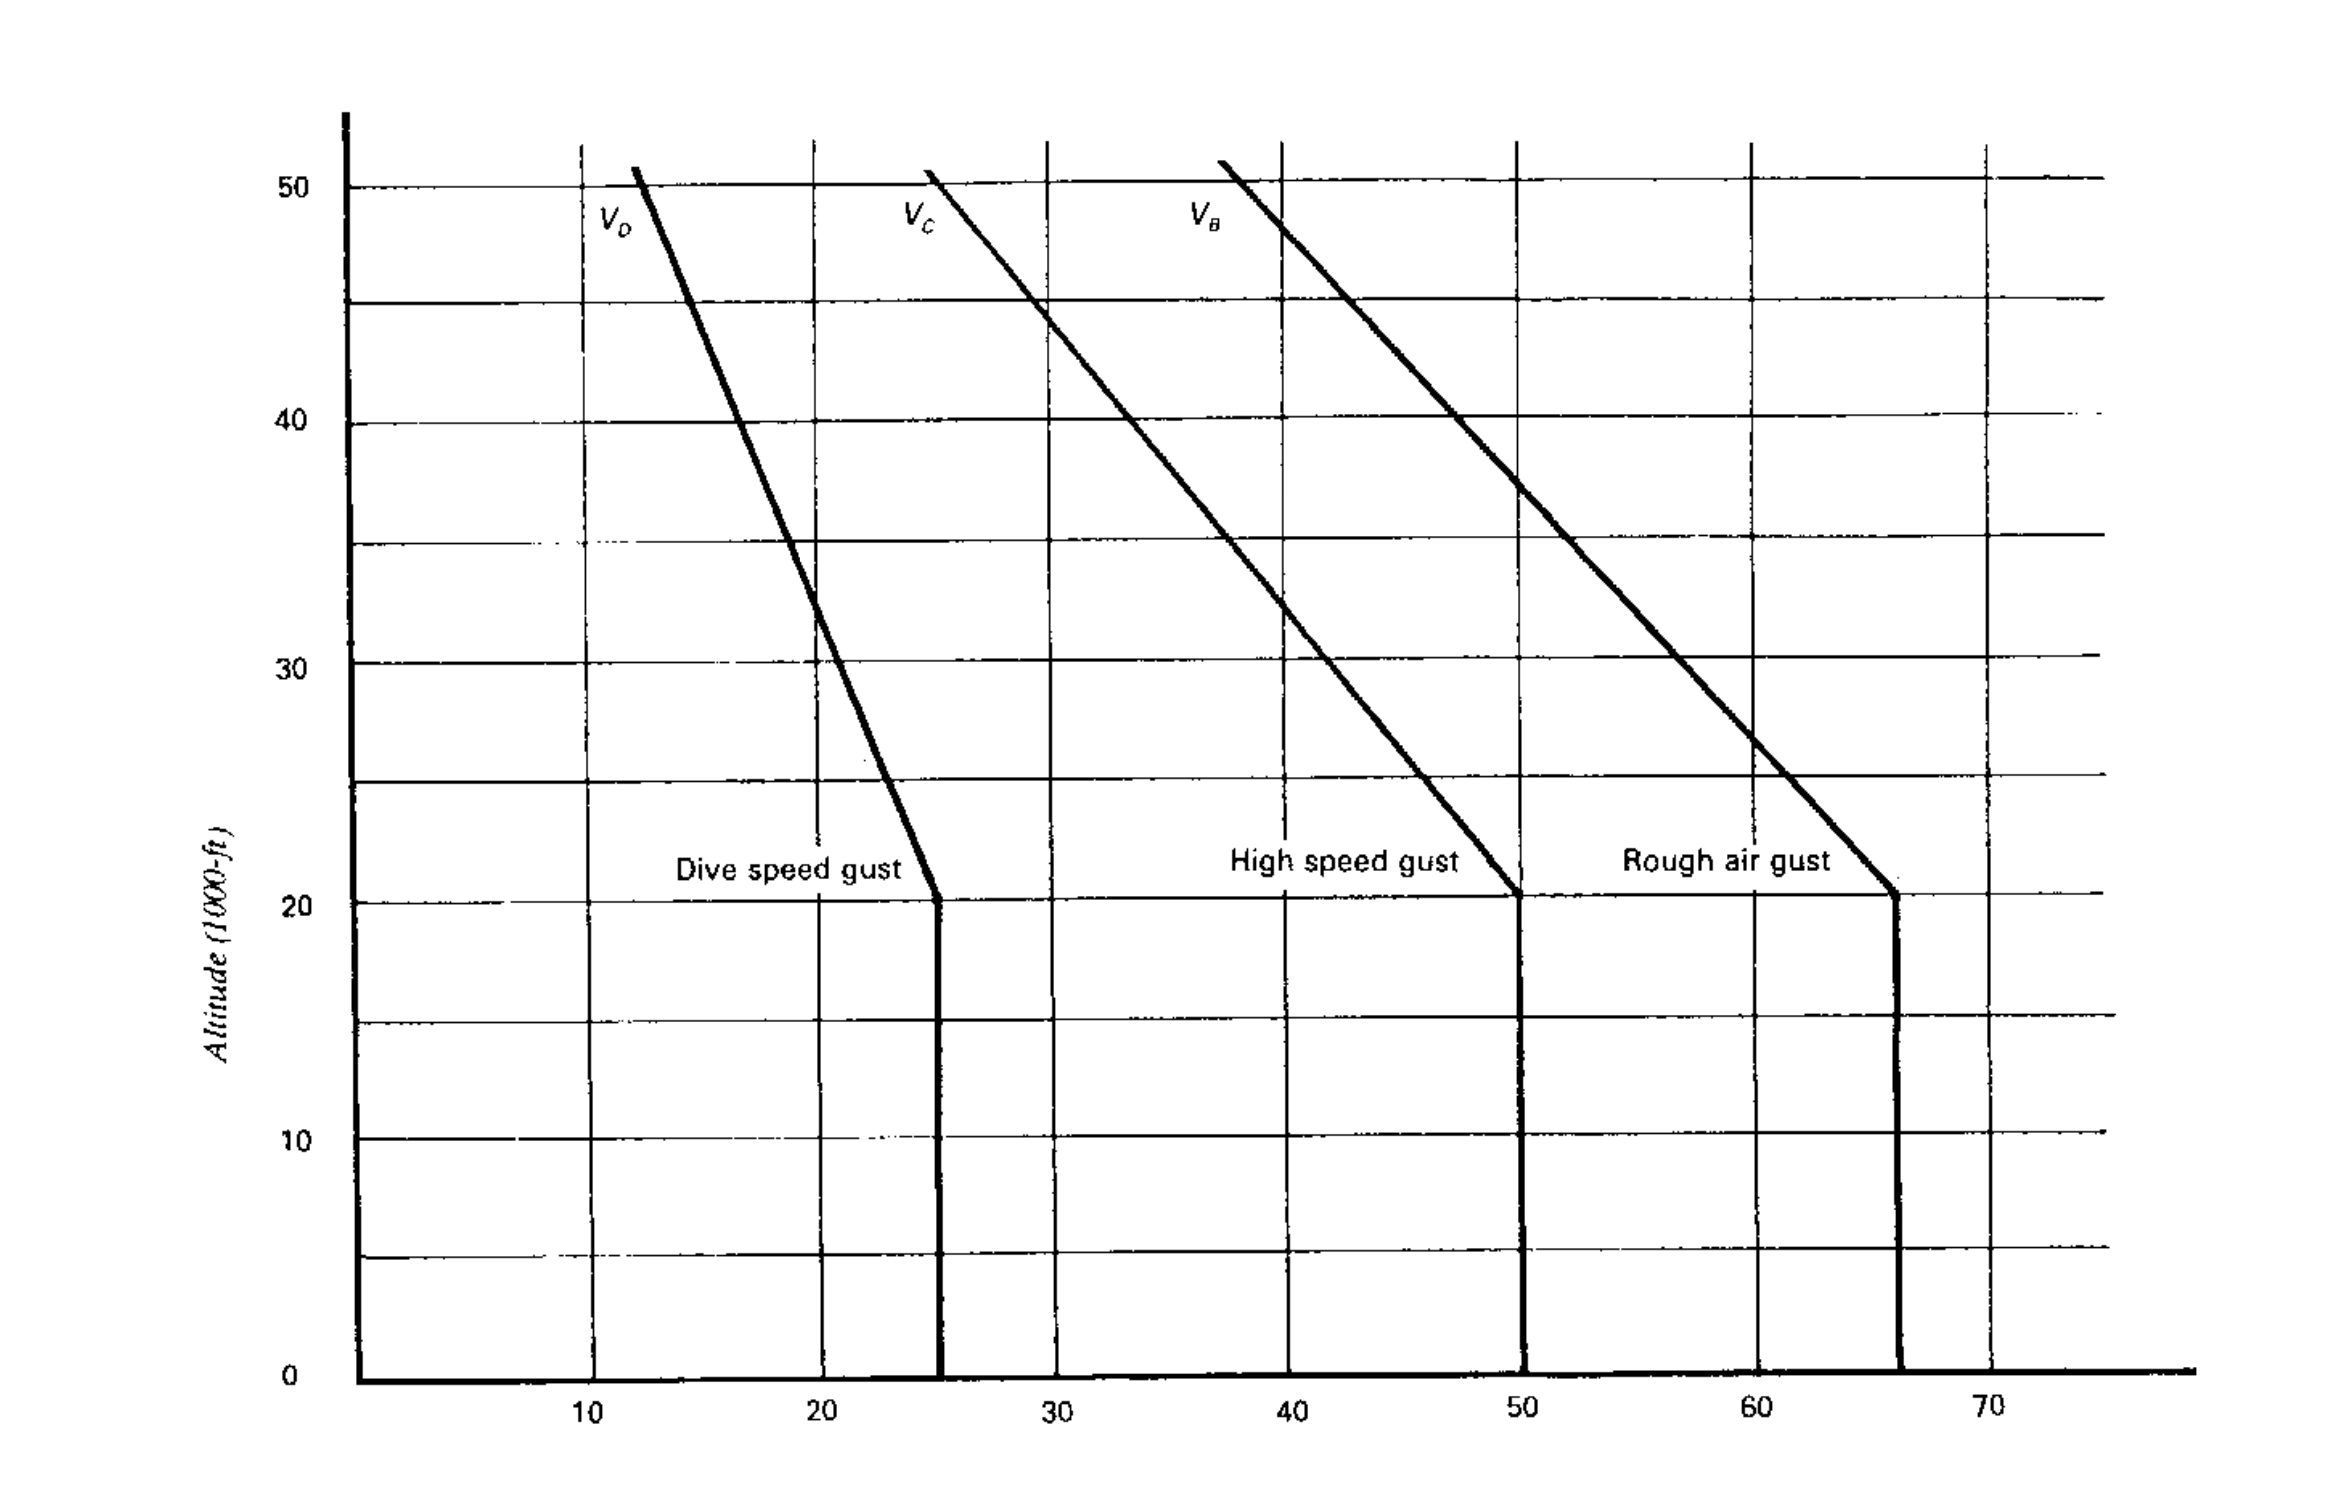 50
V_D
V_C
V_B
40
30
Dive speed gust
High speed gust
Rough air gust
20
Altitude (1000-ft)
10
0
10 20 30 40 50 60 70